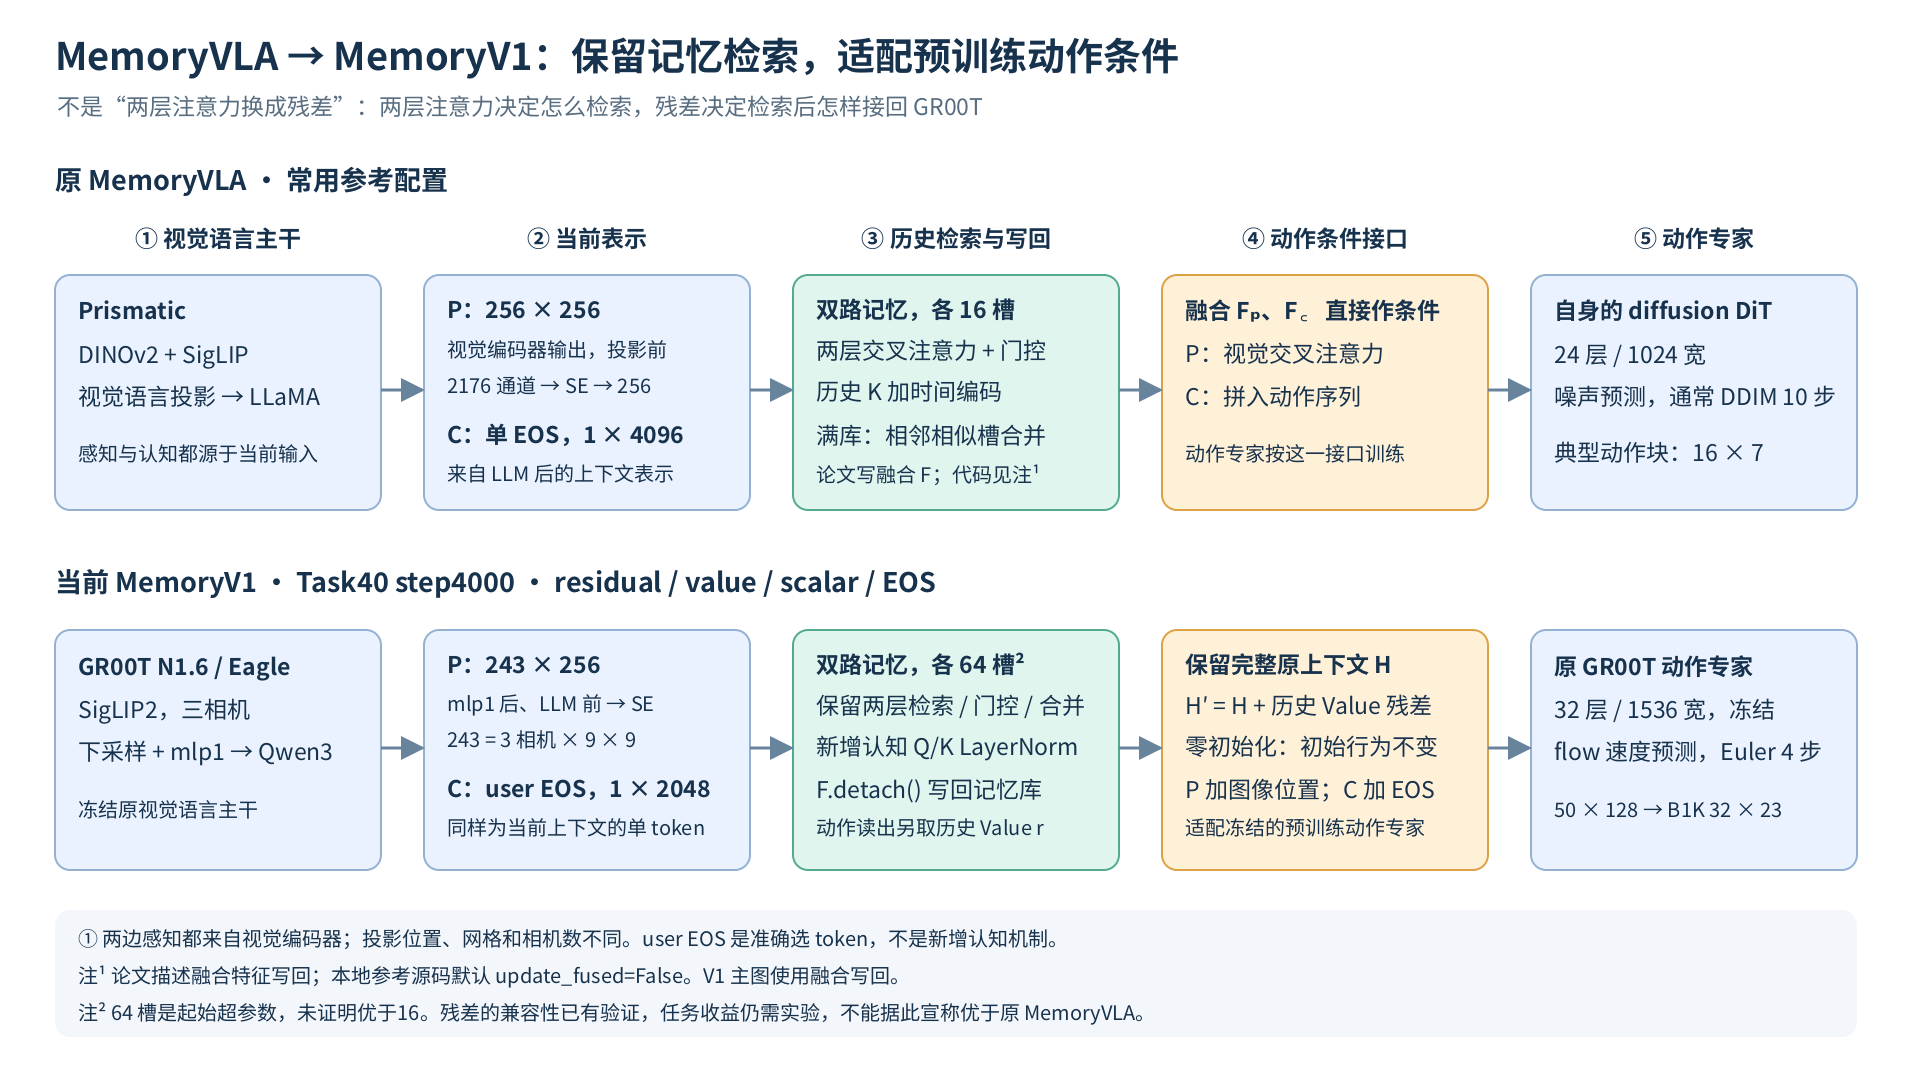 MemoryVLA → MemoryV1：保留记忆检索，适配预训练动作条件
不是“两层注意力换成残差”：两层注意力决定怎么检索，残差决定检索后怎样接回 GR00T
原 MemoryVLA · 常用参考配置
① 视觉语言主干
② 当前表示
③ 历史检索与写回
④ 动作条件接口
⑤ 动作专家
Prismatic
DINOv2 + SigLIP
视觉语言投影 → LLaMA
感知与认知都源于当前输入
P：256 × 256
视觉编码器输出，投影前
2176 通道 → SE → 256
C：单 EOS，1 × 4096
来自 LLM 后的上下文表示
双路记忆，各 16 槽
两层交叉注意力 + 门控
历史 K 加时间编码
满库：相邻相似槽合并
论文写融合 F；代码见注¹
融合 Fₚ、F꜀ 直接作条件
P：视觉交叉注意力
C：拼入动作序列
动作专家按这一接口训练
自身的 diffusion DiT
24 层 / 1024 宽
噪声预测，通常 DDIM 10 步
典型动作块：16 × 7
当前 MemoryV1 · Task40 step4000 · residual / value / scalar / EOS
GR00T N1.6 / Eagle
SigLIP2，三相机
下采样 + mlp1 → Qwen3
冻结原视觉语言主干
P：243 × 256
mlp1 后、LLM 前 → SE
243 = 3 相机 × 9 × 9
C：user EOS，1 × 2048
同样为当前上下文的单 token
双路记忆，各 64 槽²
保留两层检索 / 门控 / 合并
新增认知 Q/K LayerNorm
F.detach() 写回记忆库
动作读出另取历史 Value r
保留完整原上下文 H
H′ = H + 历史 Value 残差
零初始化：初始行为不变
P 加图像位置；C 加 EOS
适配冻结的预训练动作专家
原 GR00T 动作专家
32 层 / 1536 宽，冻结
flow 速度预测，Euler 4 步
50 × 128 → B1K 32 × 23
① 两边感知都来自视觉编码器；投影位置、网格和相机数不同。user EOS 是准确选 token，不是新增认知机制。
注¹ 论文描述融合特征写回；本地参考源码默认 update_fused=False。V1 主图使用融合写回。
注² 64 槽是起始超参数，未证明优于16。残差的兼容性已有验证，任务收益仍需实验，不能据此宣称优于原 MemoryVLA。